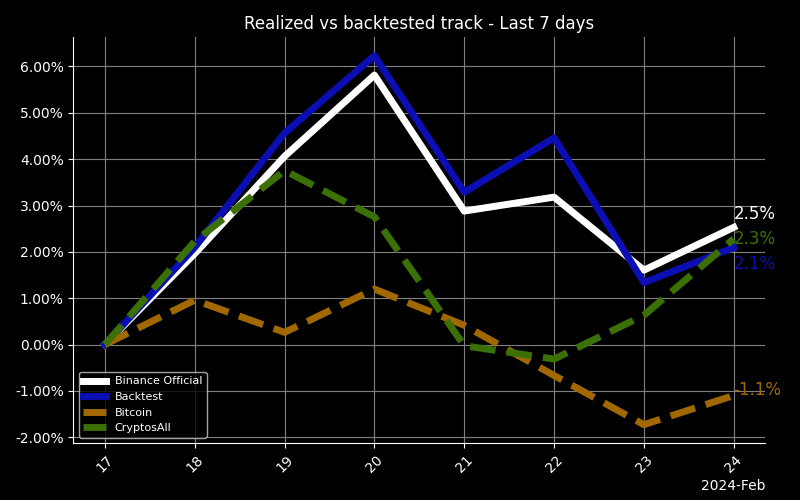 Realized vs backtested track - Last 7 days
6.00%
5.00%
4.00%
3.00%
2.00%
1.00%
0.00%
-1.00%
-2.00%
2.5%
2.3%
2.1%
-1.1%
Binance Official
Backtest
Bitcoin
CryptosAll
17 18 19 20 21 22 23 24
2024-Feb